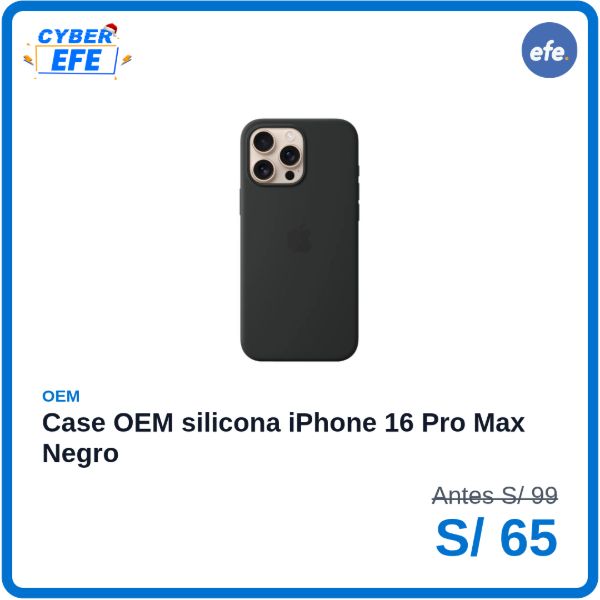 CYBER
EFE
efe.
OEM
Case OEM silicona iPhone 16 Pro Max
Negro
Antes S/ 99
S/ 65